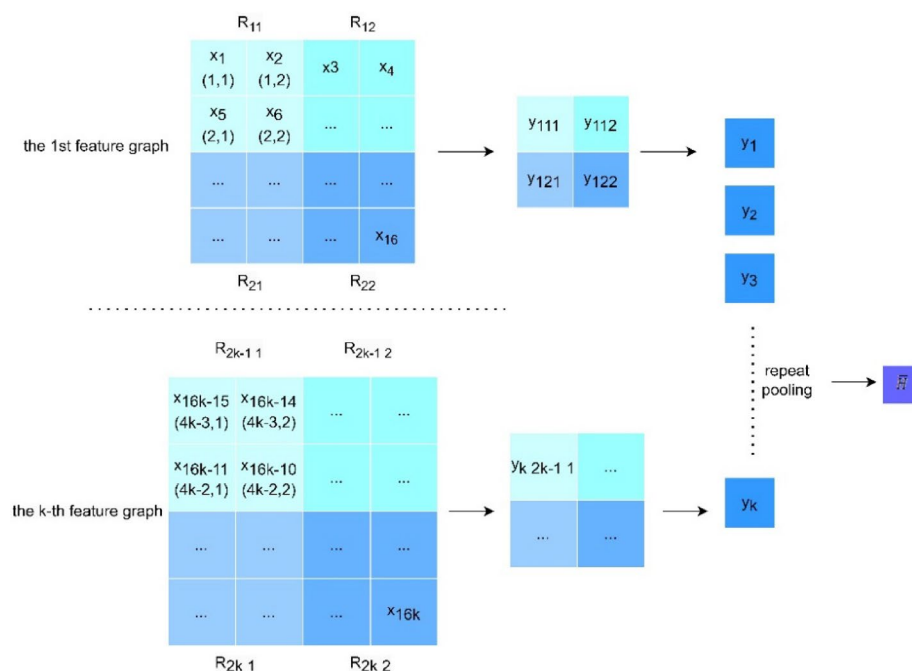 R11 R12
x1 x2 x3 x4
(1,1) (1,2)
x5 x6 ... ...
(2,1) (2,2)
the 1st feature graph
... ... ... ...
... ... ... x16
R21 R22
y111 y112
y121 y122
y1
y2
y3
repeat
pooling
R2k-1 1 R2k-1 2
x16k-15 x16k-14 ... ...
(4k-3,1) (4k-3,2)
x16k-11 x16k-10 ... ...
(4k-2,1) (4k-2,2)
the k-th feature graph
... ... ... ...
... ... ... x16k
R2k 1 R2k 2
yk 2k-1 1 ...
... ...
yk